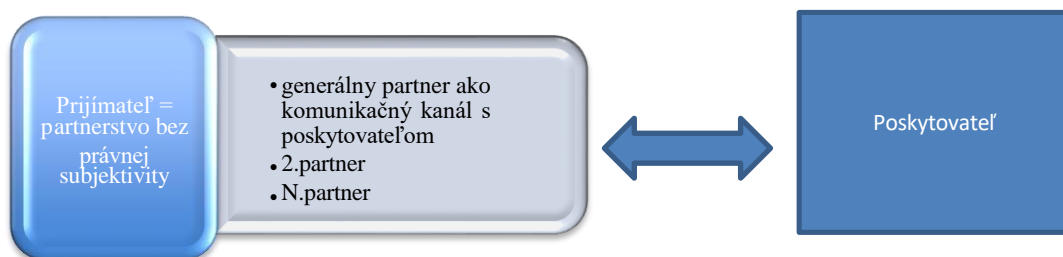 Prijímateľ =
partnerstvo bez
právnej
subjektivity
• generálny partner ako
komunikačný kanál s
poskytovateľom
• 2.partner
• N.partner
Poskytovateľ